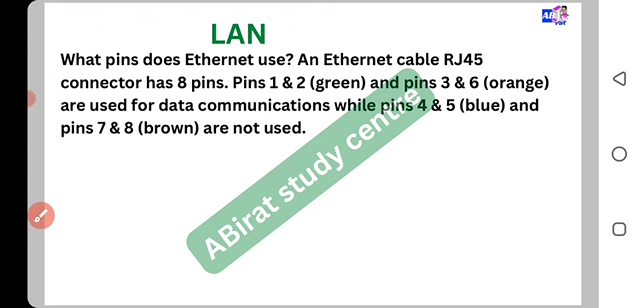 LAN
What pins does Ethernet use? An Ethernet cable RJ45
connector has 8 pins. Pins 1 & 2 (green) and pins 3 & 6 (orange)
are used for data communications while pins 4 & 5 (blue) and
pins 7 & 8 (brown) are not used.
ABirat study centre